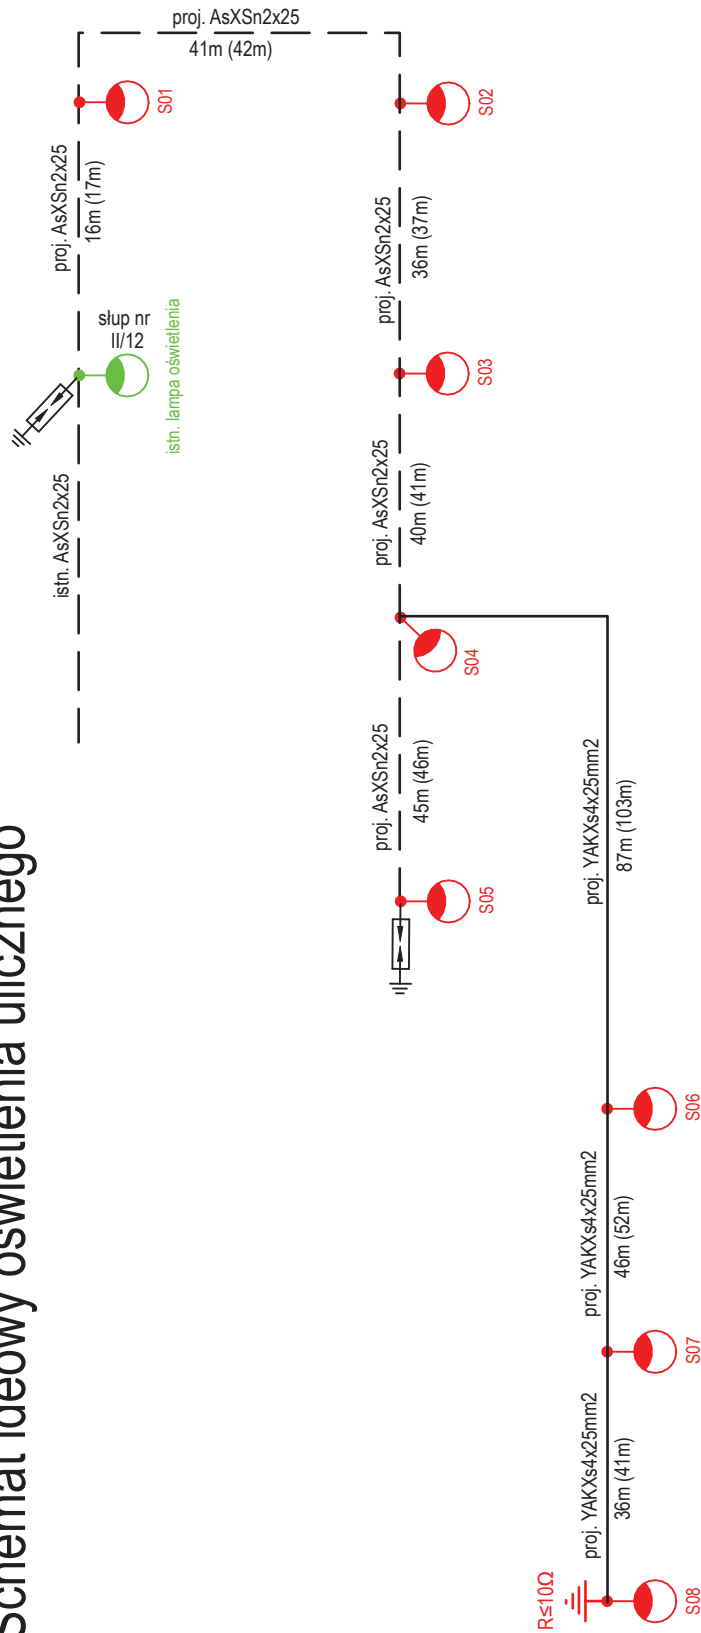 Schemat ideowy oświetlenia ulicznego
proj. AsXSn2x25
41m (42m)
S01
S02
proj. AsXSn2x25
16m (17m)
słup nr
II/12
istn. lampa oświetlenia
istn. AsXSn2x25
proj. AsXSn2x25
36m (37m)
S03
proj. AsXSn2x25
40m (41m)
S04
proj. AsXSn2x25
45m (46m)
S05
proj. YAKXs4x25mm2
87m (103m)
S06
proj. YAKXs4x25mm2
46m (52m)
S07
proj. YAKXs4x25mm2
36m (41m)
R≤10Ω
S08